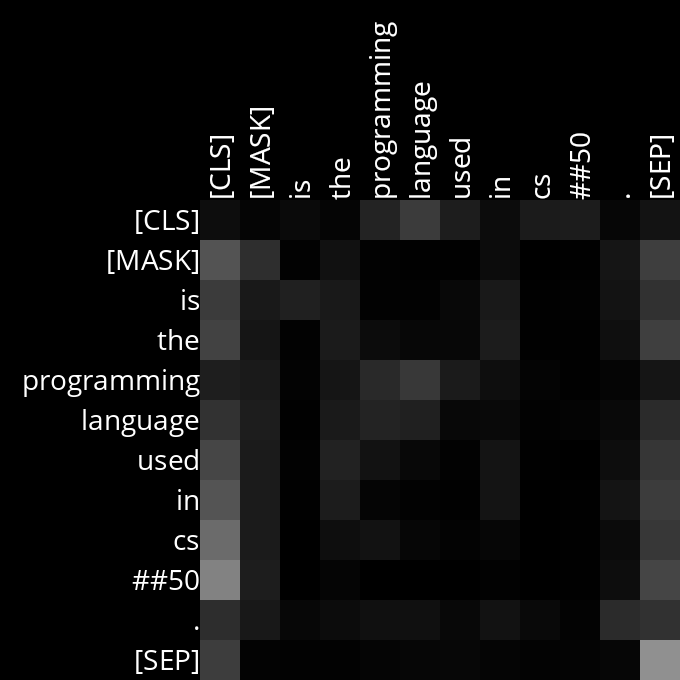 [CLS]
[MASK]
is
the
programming
language
used
in
cs
##50
.
[SEP]
[CLS]
[MASK]
is
the
programming
language
used
in
cs
##50
.
[SEP]